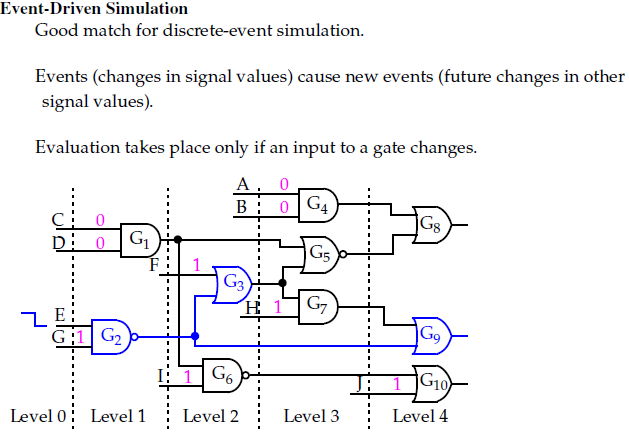 Event-Driven Simulation
Good match for discrete-event simulation.
Events (changes in signal values) cause new events (future changes in other
signal values).
Evaluation takes place only if an input to a gate changes.
A 0
B 0 G4
C 0
D 0 G1
G8
F 1
G5
G3
H 1 G7
E
G 1 G2
G9
I 1 G6
J 1 G10
Level 0 Level 1 Level 2 Level 3 Level 4